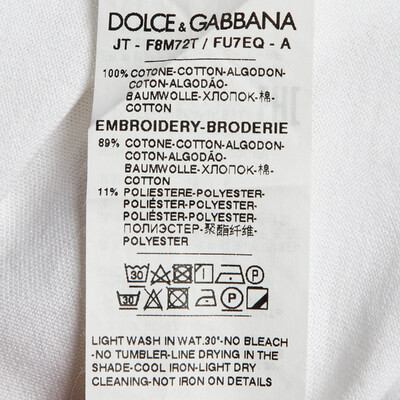 DOLCE & GABBANA
JT - F8M72T / FU7EQ - A
100% COTONE-COTTON-ALGODON-
COTON-ALGODÃO-
BAUMWOLLE-ХЛОПОК-棉-
COTTON
EMBROIDERY-BRODERIE
89% COTONE-COTTON-ALGODON-
COTON-ALGODÃO-
BAUMWOLLE-ХЛОПОК-棉-
COTTON
11% POLIESTERE-POLYESTER-
POLIÉSTER-POLYESTER-
POLIÉSTER-POLYESTER-
ПОЛИЭСТЕР-聚酯纤维-
POLYESTER
30 P
30 P
LIGHT WASH IN WAT.30°-NO BLEACH
-NO TUMBLER-LINE DRYING IN THE
SHADE-COOL IRON-LIGHT DRY
CLEANING-NOT IRON ON DETAILS